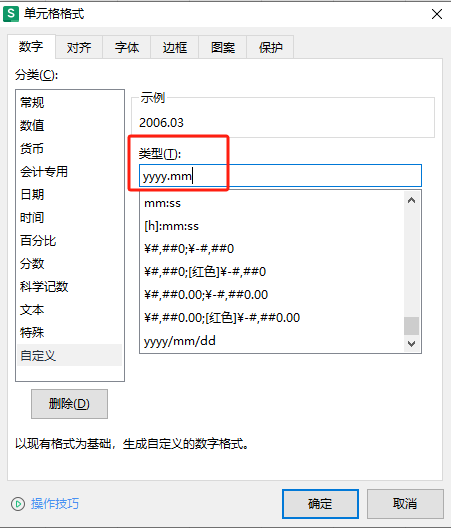 单元格格式
数字 对齐 字体 边框 图案 保护
分类(C):
常规
数值
货币
会计专用
日期
时间
百分比
分数
科学记数
文本
特殊
自定义
示例
2006.03
类型(T):
yyyy.mm
mm:ss
[h]:mm:ss
¥#,##0;¥-#,##0
¥#,##0;[红色]¥-#,##0
¥#,##0.00;¥-#,##0.00
¥#,##0.00;[红色]¥-#,##0.00
yyyy/mm/dd
删除(D)
以现有格式为基础，生成自定义的数字格式。
操作技巧
确定
取消